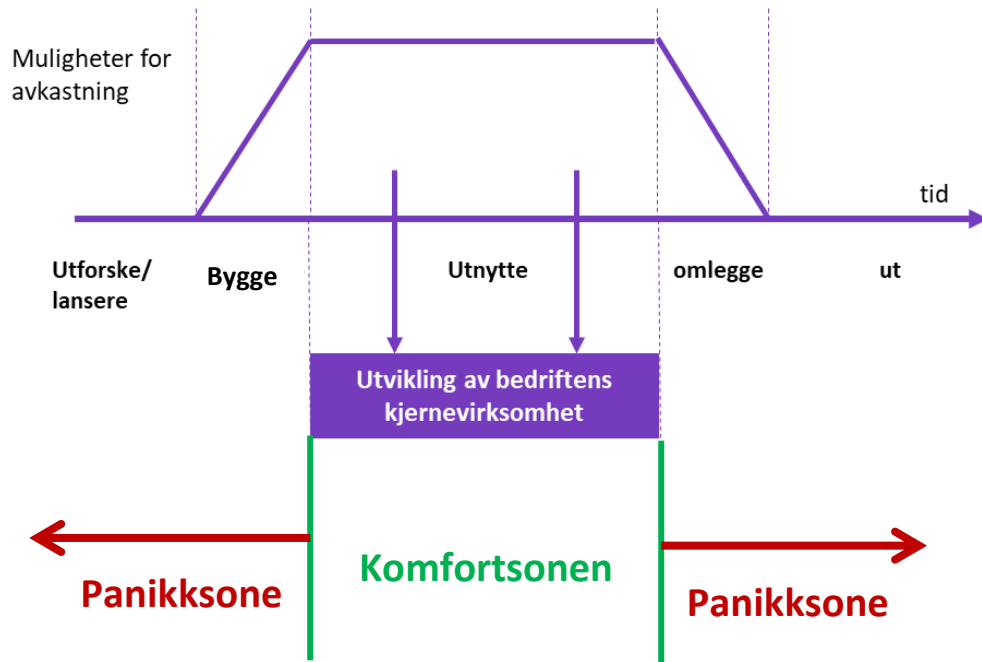 Muligheter for
avkastning
tid
Utforske/
lansere
Bygge
Utnytte
omlegge
ut
Utvikling av bedriftens
kjernevirksomhet
Panikksone
Komfortsonen
Panikksone